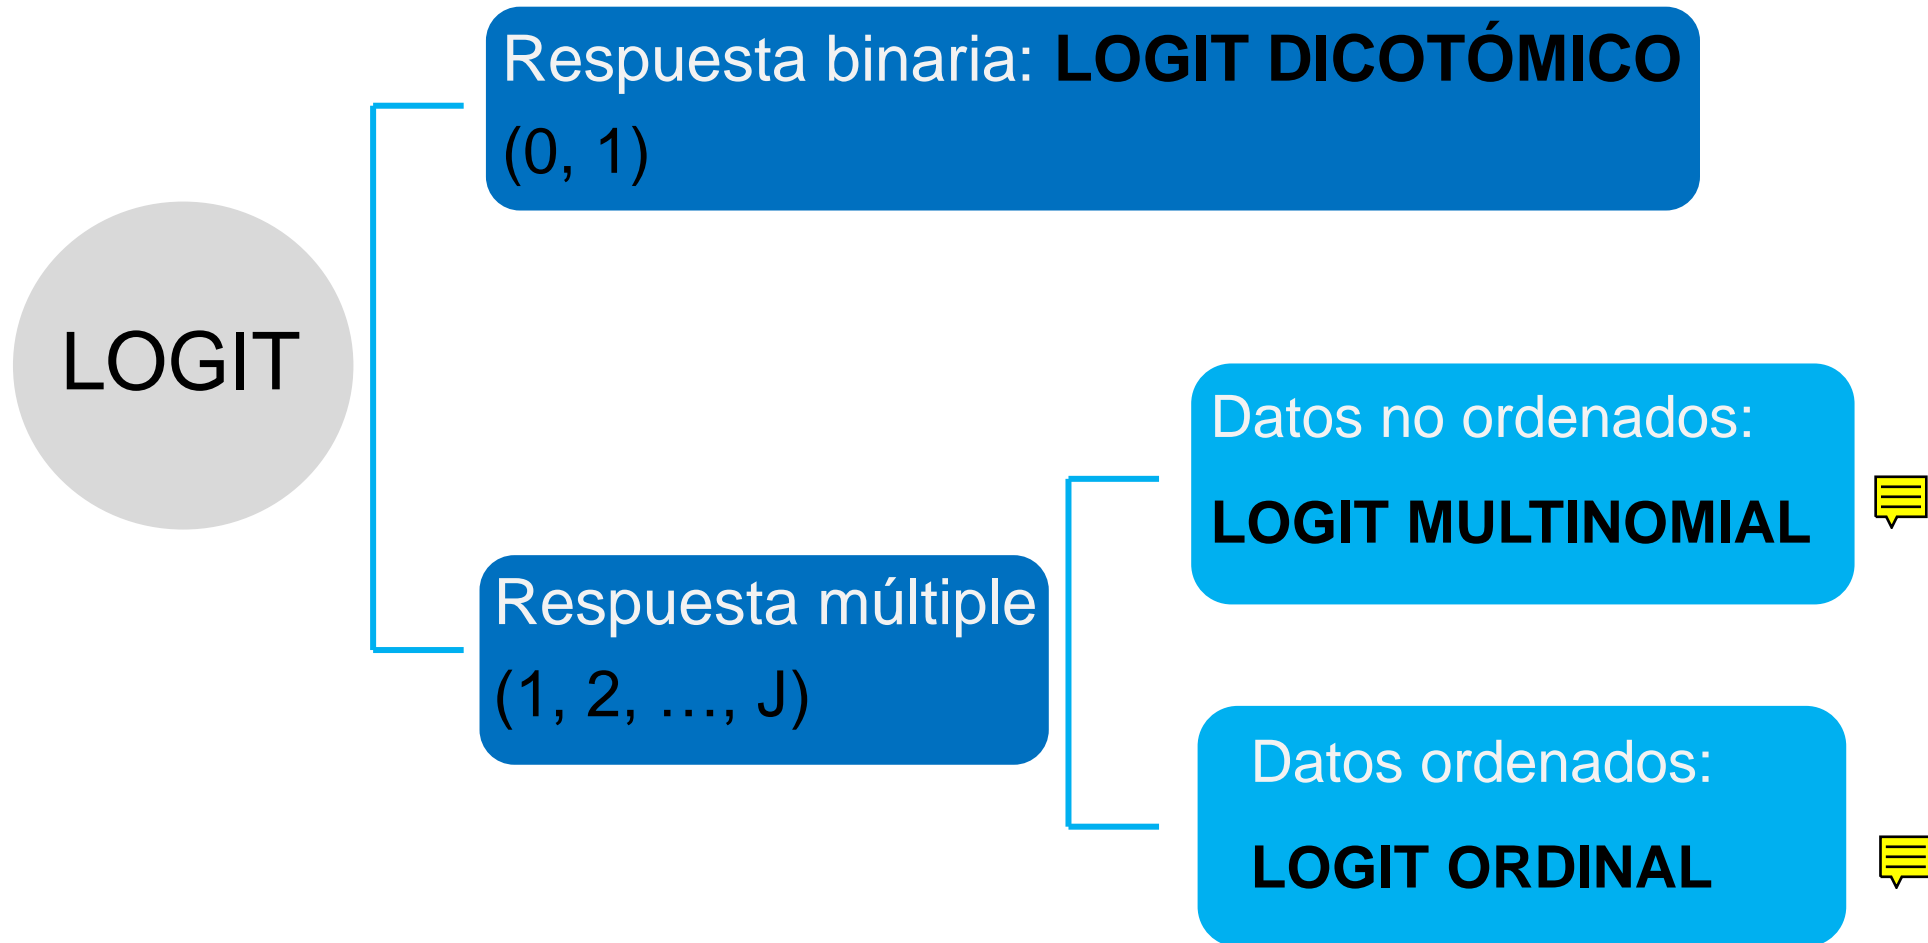 Respuesta binaria: LOGIT DICOTÓMICO
(0, 1)
LOGIT
Respuesta múltiple
(1, 2, …, J)
Datos no ordenados:
LOGIT MULTINOMIAL
Datos ordenados:
LOGIT ORDINAL